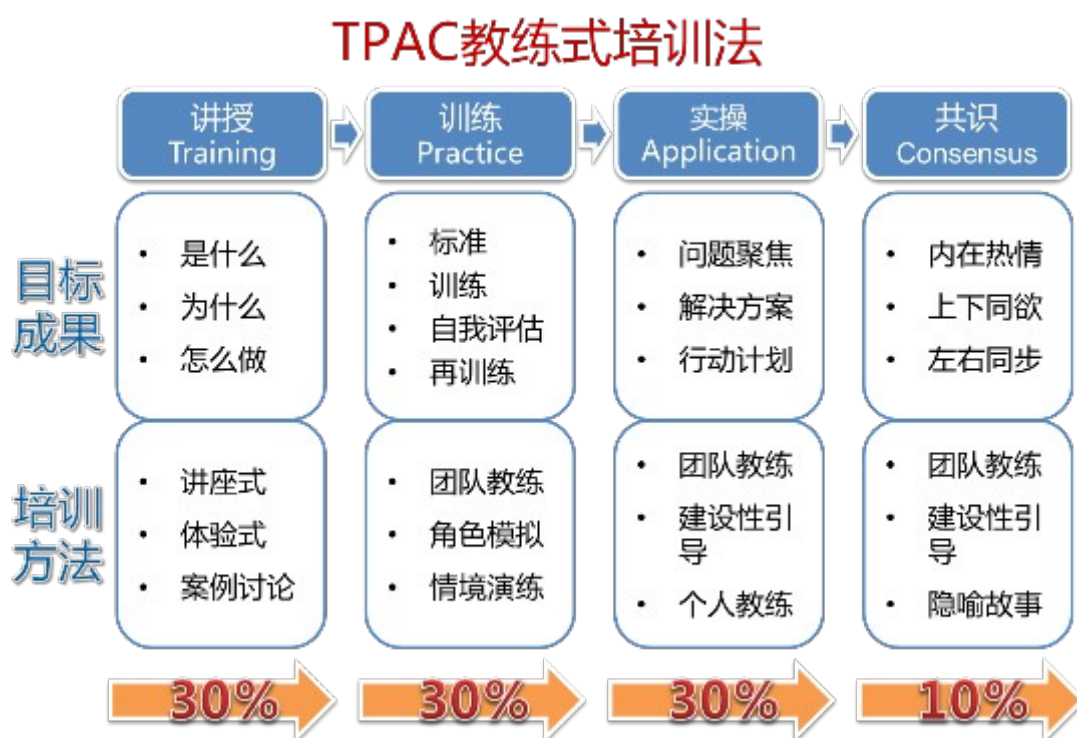 TPAC教练式培训法
讲授
Training
训练
Practice
实操
Application
共识
Consensus
目标
成果
• 是什么
• 为什么
• 怎么做
• 标准
• 训练
• 自我评估
• 再训练
• 问题聚焦
• 解决方案
• 行动计划
• 内在热情
• 上下同欲
• 左右同步
培训
方法
• 讲座式
• 体验式
• 案例讨论
• 团队教练
• 角色模拟
• 情境演练
• 团队教练
• 建设性引
导
• 个人教练
• 团队教练
• 建设性引
导
• 隐喻故事
30%
30%
30%
10%